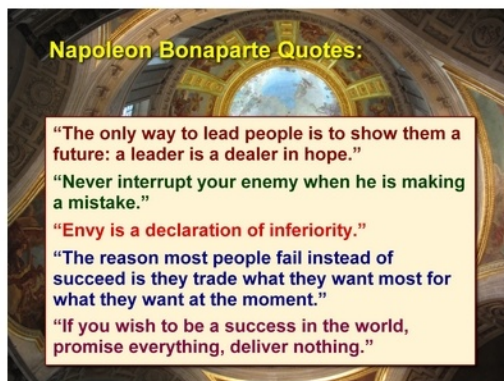 Napoleon Bonaparte Quotes:
“The only way to lead people is to show them a
future: a leader is a dealer in hope.”
“Never interrupt your enemy when he is making
a mistake.”
“Envy is a declaration of inferiority.”
“The reason most people fail instead of
succeed is they trade what they want most for
what they want at the moment.”
“If you wish to be a success in the world,
promise everything, deliver nothing.”